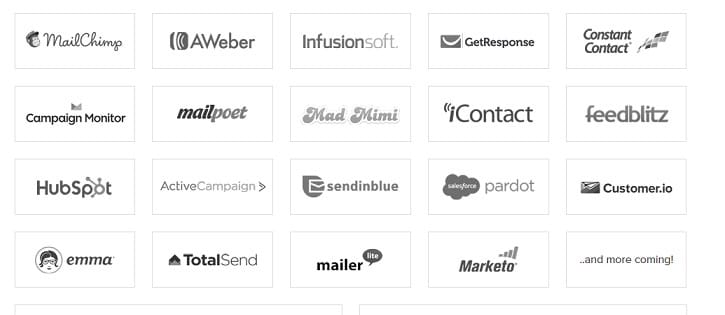 MailChimp
AWeber
Infusionsoft.
GetResponse
Constant
Contact®
Campaign Monitor
mailpoet
Mad Mimi
iContact
feedblitz
HubSpot
ActiveCampaign >
sendinblue
salesforce pardot
Customer.io
emma
TotalSend
mailer lite
Marketo®
..and more coming!